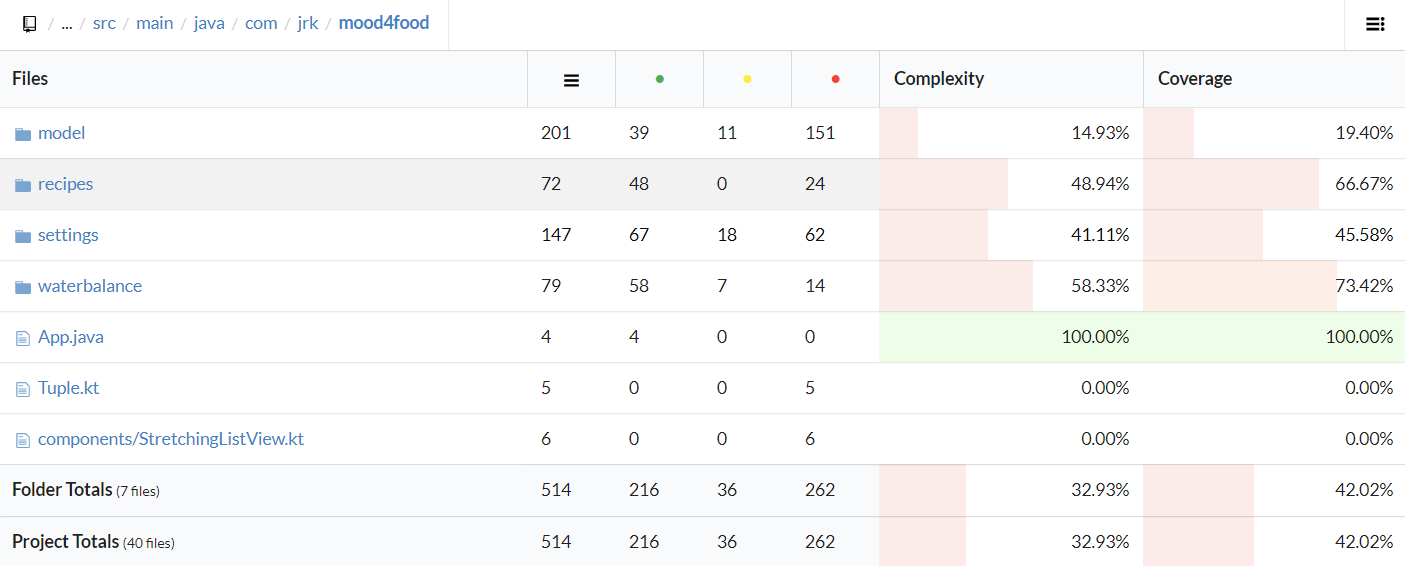 / ... / src / main / java / com / jrk / mood4food
Files Complexity Coverage
model 201 39 11 151 14.93% 19.40%
recipes 72 48 0 24 48.94% 66.67%
settings 147 67 18 62 41.11% 45.58%
waterbalance 79 58 7 14 58.33% 73.42%
App.java 4 4 0 0 100.00% 100.00%
Tuple.kt 5 0 0 5 0.00% 0.00%
components/StretchingListView.kt 6 0 0 6 0.00% 0.00%
Folder Totals (7 files) 514 216 36 262 32.93% 42.02%
Project Totals (40 files) 514 216 36 262 32.93% 42.02%